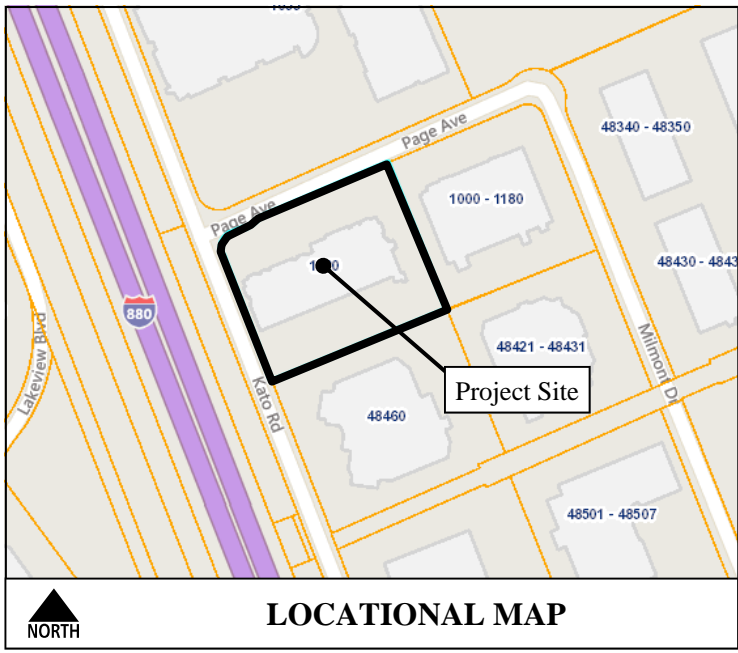 Page Ave
48340 - 48350
1000 - 1180
Page Ave
48430 - 
880
Lakeview Blvd
48421 - 48431
Milmont Dr
Project Site
Kato Rd
48460
48501 - 48507
NORTH
LOCATIONAL MAP